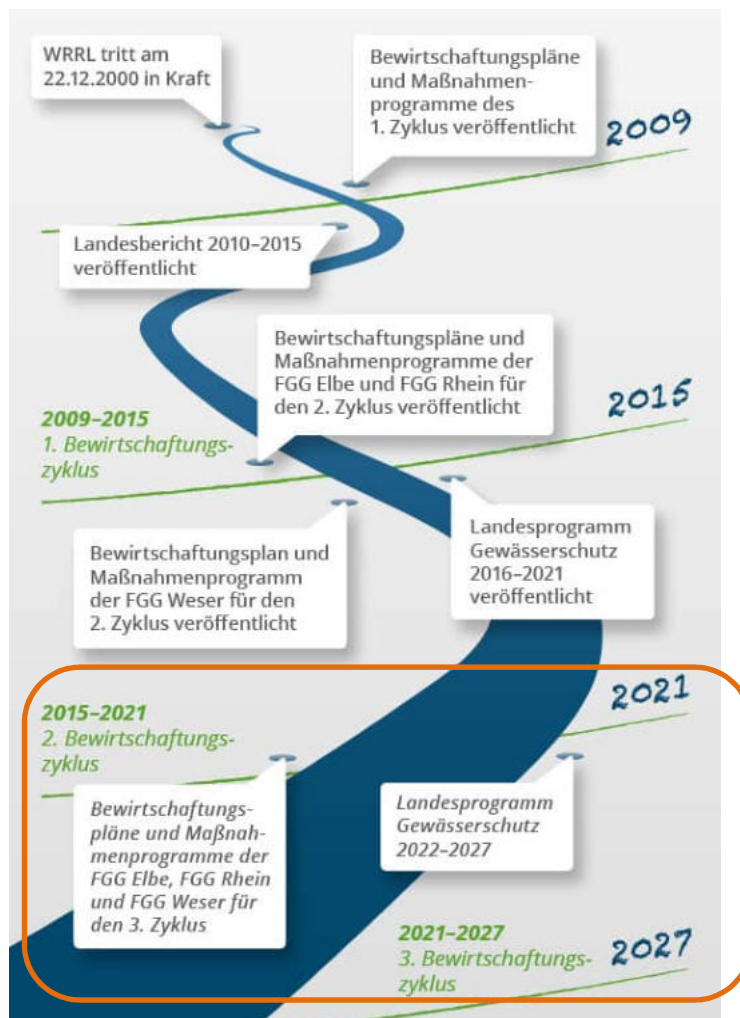 WRRL tritt am
22.12.2000 in Kraft
Bewirtschaftungspläne
und Maßnahmen-
programme des
1. Zyklus veröffentlicht
2009
Landesbericht 2010–2015
veröffentlicht
Bewirtschaftungspläne und
Maßnahmenprogramme der
FGG Elbe und FGG Rhein für
den 2. Zyklus veröffentlicht
2015
2009–2015
1. Bewirtschaftungs-
zyklus
Bewirtschaftungsplan und
Maßnahmenprogramm
der FGG Weser für den
2. Zyklus veröffentlicht
Landesprogramm
Gewässerschutz
2016–2021
veröffentlicht
2021
2015–2021
2. Bewirtschaftungs-
zyklus
Bewirtschaftungs-
pläne und Maßnah-
menprogramme der
FGG Elbe, FGG Rhein
und FGG Weser für
den 3. Zyklus
Landesprogramm
Gewässerschutz
2022–2027
2021–2027
3. Bewirtschaftungs-
zyklus
2027